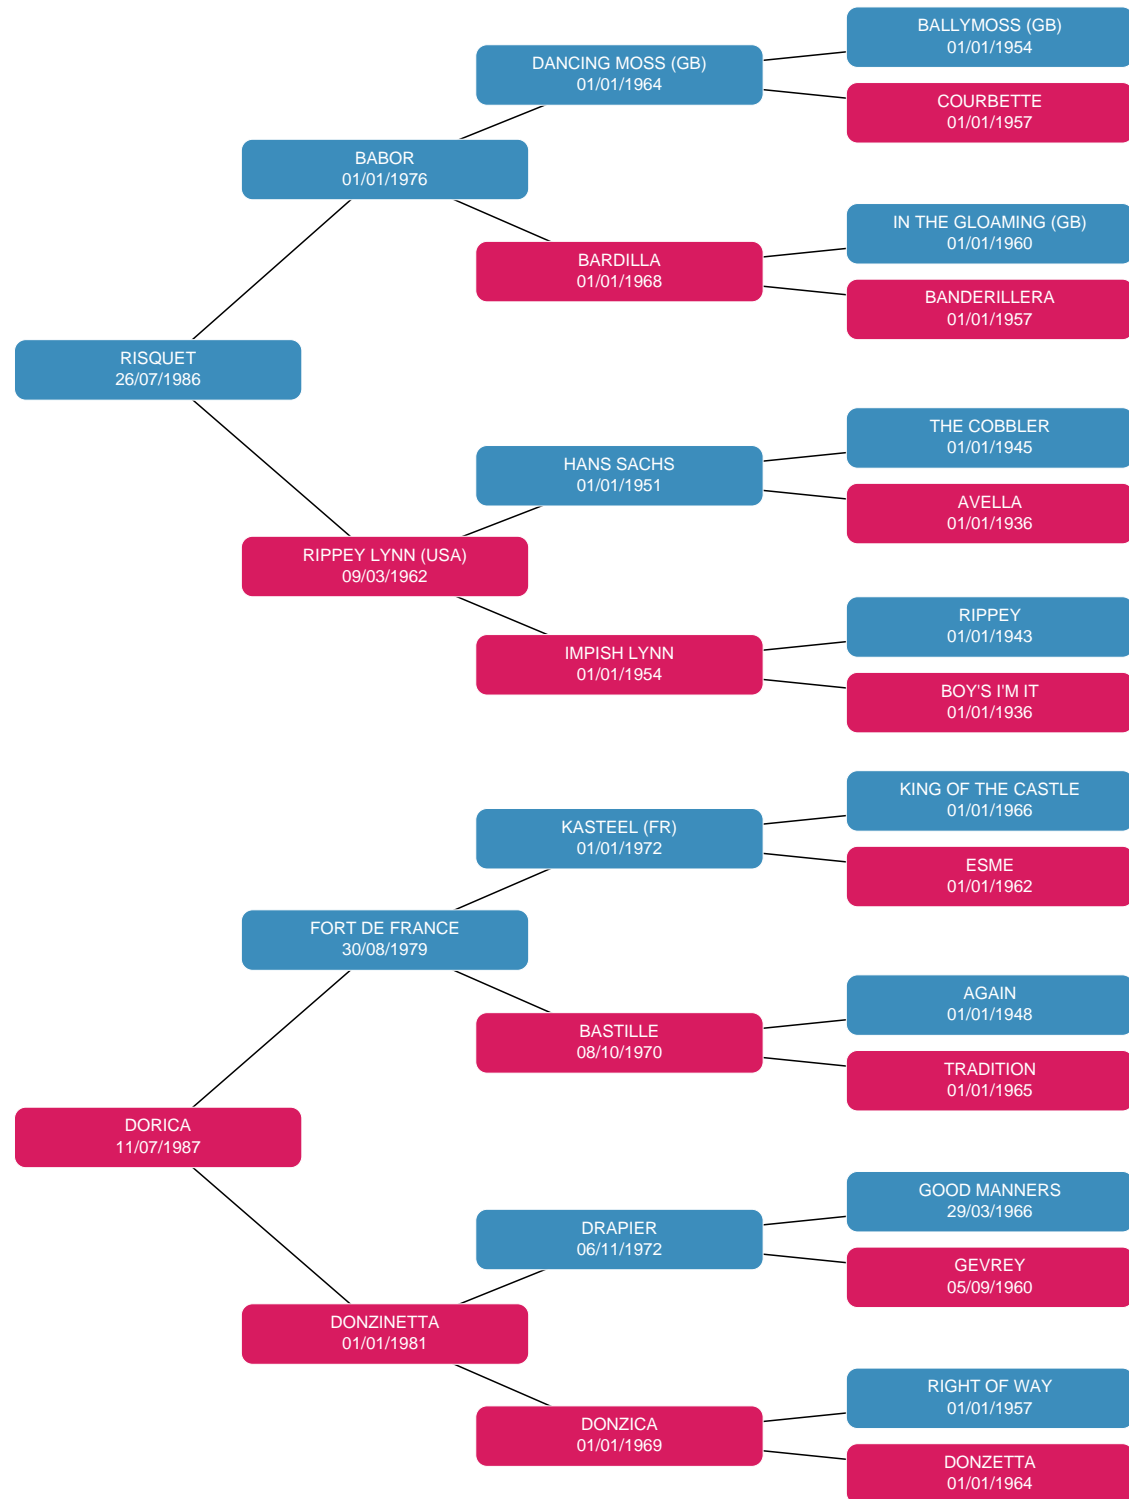 BALLYMOSS (GB)
01/01/1954
DANCING MOSS (GB)
01/01/1964
COURBETTE
01/01/1957
BABOR
01/01/1976
IN THE GLOAMING (GB)
01/01/1960
BARDILLA
01/01/1968
BANDERILLERA
01/01/1957
RISQUET
26/07/1986
THE COBBLER
01/01/1945
HANS SACHS
01/01/1951
AVELLA
01/01/1936
RIPPEY LYNN (USA)
09/03/1962
RIPPEY
01/01/1943
IMPISH LYNN
01/01/1954
BOY'S I'M IT
01/01/1936
KING OF THE CASTLE
01/01/1966
KASTEEL (FR)
01/01/1972
ESME
01/01/1962
FORT DE FRANCE
30/08/1979
AGAIN
01/01/1948
BASTILLE
08/10/1970
TRADITION
01/01/1965
DORICA
11/07/1987
GOOD MANNERS
29/03/1966
DRAPIER
06/11/1972
GEVREY
05/09/1960
DONZINETTA
01/01/1981
RIGHT OF WAY
01/01/1957
DONZICA
01/01/1969
DONZETTA
01/01/1964